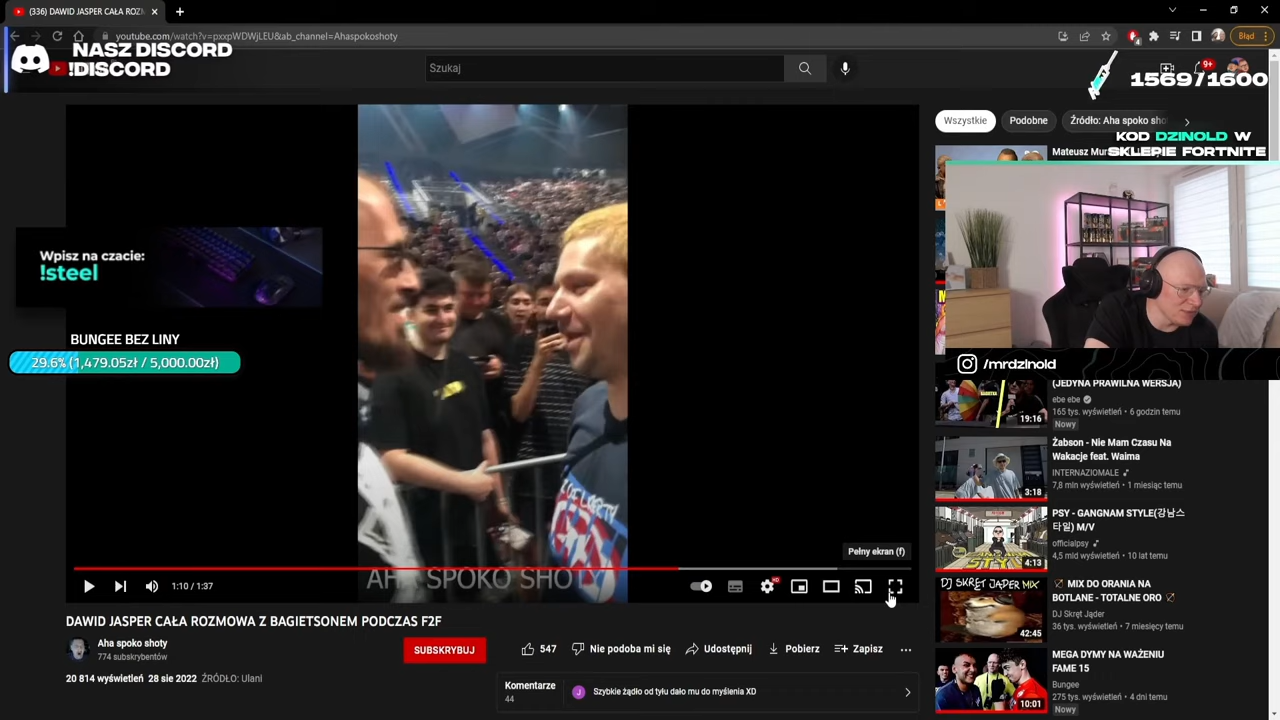 (336) DAWID JASPER CAŁA ROZM
youtube.com/watch?v=pxxpWDWjLEU&ab_channel=Ahaspokoshoty
Błąd
NASZ DISCORD
!DISCORD
Szukaj
9+
1569/1600
Wszystkie
Podobne
Źródło: Aha spoko sho
KOD DZINOLD W
SKLEPIE FORTNITE
Wpisz na czacie:
!steel
BUNGEE BEZ LINY
29.6% (1,479.05zł / 5,000.00zł)
/mrdzinold
(JEDYNA PRAWILNA WERSJA)
ebe ebe
165 tys. wyświetleń • 6 godzin temu
Nowy
19:16
Żabson - Nie Mam Czasu Na
Wakacje feat. Waima
INTERNAZIOMALE
7,8 mln wyświetleń • 1 miesiąc temu
3:18
PSY - GANGNAM STYLE(강남스
타일) M/V
officialpsy
4,5 mld wyświetleń • 10 lat temu
4:13
MIX DO ORANIA NA
BOTLANE - TOTALNE ORO
DJ Skręt Jąder
36 tys. wyświetleń • 7 miesięcy temu
DJ SKRĘT JĄPER MIX
42:45
MEGA DYMY NA WAŻENIU
FAME 15
Bungee
275 tys. wyświetleń • 4 dni temu
Nowy
10:01
Pełny ekran (f)
AHA SPOKO SHOTY
1:10 / 1:37
HD
DAWID JASPER CAŁA ROZMOWA Z BAGIETSONEM PODCZAS F2F
Aha spoko shoty
774 subskrybentów
SUBSKRYBUJ
547
Nie podoba mi się
Udostępnij
Pobierz
Zapisz
20 814 wyświetleń 28 sie 2022 ŹRÓDŁO: Ulani
Komentarze
44
Szybkie żądło od tyłu dało mu do myślenia XD